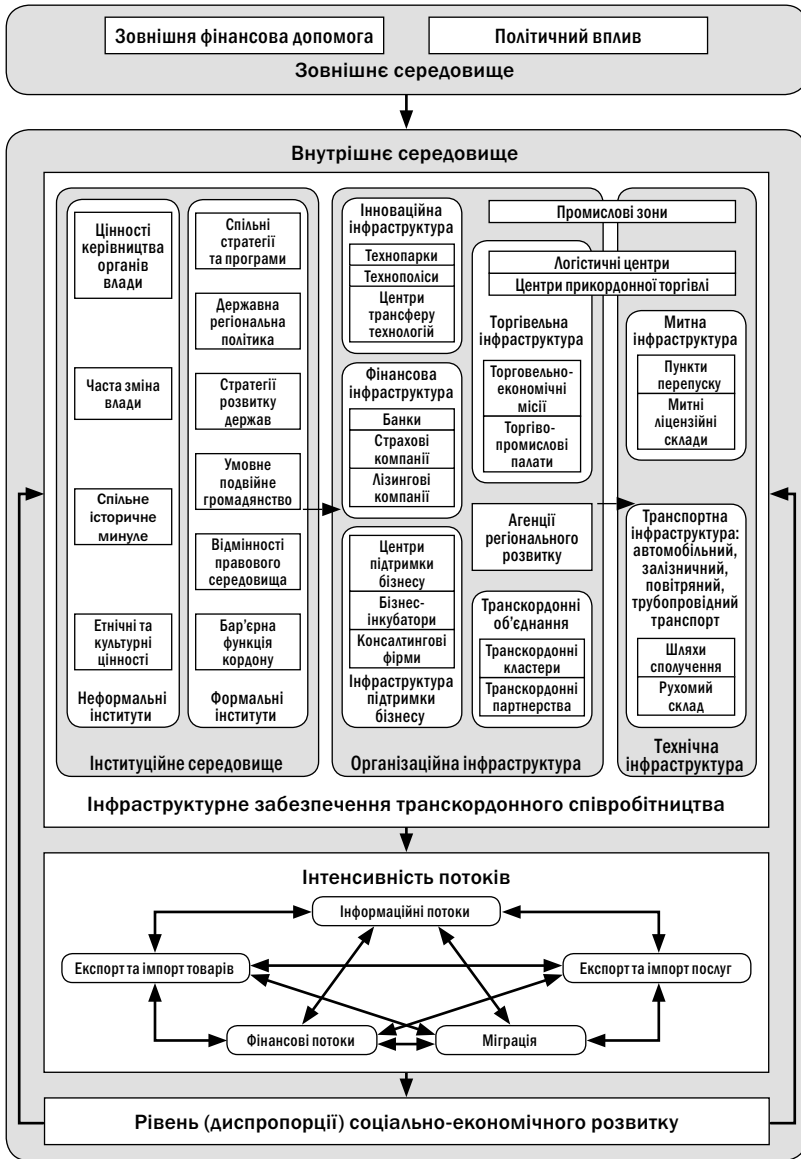 Зовнішня фінансова допомога
Політичний вплив
Зовнішнє середовище
Внутрішнє середовище
Цінності
керівництва
органів
влади
Часта зміна
влади
Спільне
історичне
минуле
Етнічні та
культурні
цінності
Неформальні
інститути
Спільні
стратегії
та програми
Державна
регіональна
політика
Стратегії
розвитку
держав
Умовне
подвійне
громадянство
Відмінності
правового
середовища
Бар’єрна
функція
кордону
Формальні
інститути
Інституційне середовище
Інноваційна
інфраструктура
Технопарки
Технополіси
Центри
трансферу
технологій
Фінансова
інфраструктура
Банки
Страхові
компанії
Лізингові
компанії
Центри
підтримки
бізнесу
Бізнес-
інкубатори
Консалтингові
фірми
Інфраструктура
підтримки
бізнесу
Промислові зони
Логістичні центри
Центри прикордонної торгівлі
Торгівельна
інфраструктура
Торговельно-
економічні
місії
Торгівo-
промислові
палати
Агенції
регіонального
розвитку
Транскордонні
об’єднання
Транскордонні
кластери
Транскордонні
партнерства
Організаційна інфраструктура
Митна
інфраструктура
Пункти
перепуску
Митні
ліцензійні
склади
Транспортна
інфраструктура:
автомобільний,
залізничний,
повітряний,
трубопровідний
транспорт
Шляхи
сполучення
Рухомий
склад
Технічна
інфраструктура
Інфраструктурне забезпечення транскордонного співробітництва
Інтенсивність потоків
Інформаційні потоки
Експорт та імпорт товарів
Експорт та імпорт послуг
Фінансові потоки
Міграція
Рівень (диспропорції) соціально-економічного розвитку